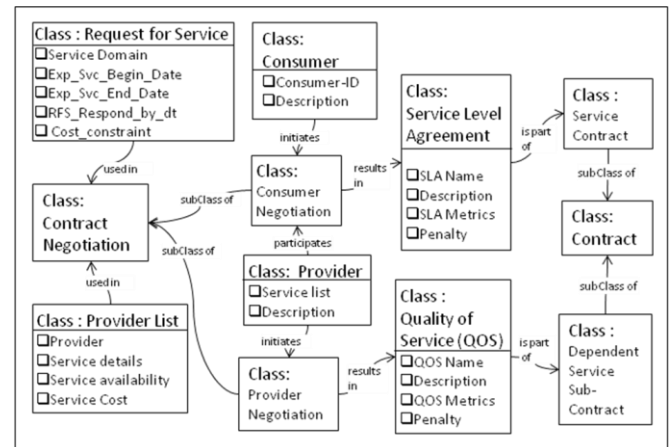 Class : Request for Service
❑Service Domain
❑Exp_Svc_Begin_Date
❑Exp_Svc_End_Date
❑RFS_Respond_by_dt
❑Cost_constraint
Class:
Consumer
❑Consumer-ID
❑Description
Class:
Service Level
Agreement
❑SLA Name
❑Description
❑SLA Metrics
❑Penalty
Class :
Service
Contract
is part
of
initiates
used in
results
in
subClass of
Class:
Contract
Negotiation
subClass of
Class:
Consumer
Negotiation
Class:
Contract
participates
subClass of
used in
Class: Provider
❑Service list
❑Description
subClass of
Class : Provider List
❑Provider
❑Service details
❑Service availability
❑Service Cost
initiates
Class:
Provider
Negotiation
results
in
Class :
Quality of
Service (QOS)
❑QOS Name
❑Description
❑QOS Metrics
❑Penalty
is part
of
Class :
Dependent
Service
Sub-
Contract